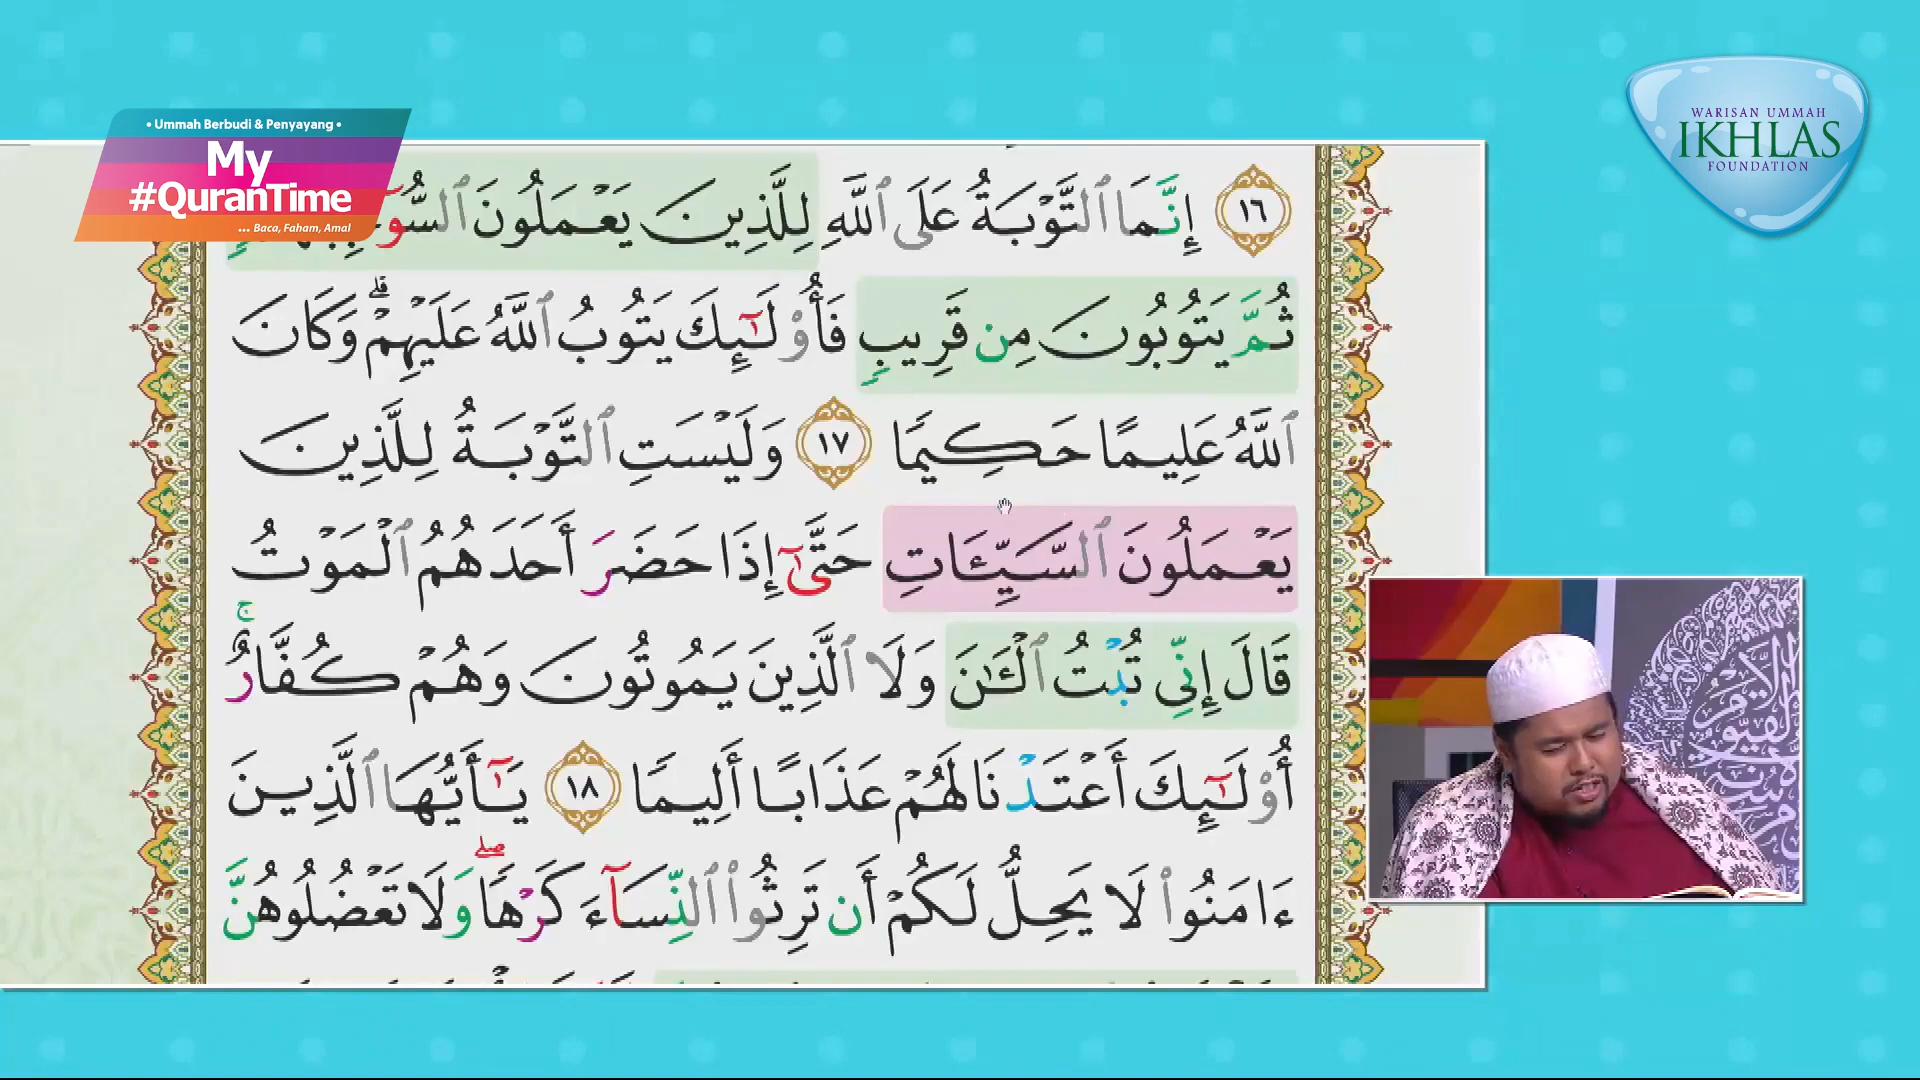 • Ummah Berbudi & Penyayang •
My
#QuranTime
... Baca, Faham, Amal
WARISAN UMMAH
IKHLAS
FOUNDATION
١٦ إِنَّمَا ٱلتَّوْبَةُ عَلَى ٱللَّهِ لِلَّذِينَ يَعْمَلُونَ ٱلسُّوٓءَ
ثُمَّ يَتُوبُونَ مِن قَرِيبٍ فَأُو۟لَـٰٓئِكَ يَتُوبُ ٱللَّهُ عَلَيْهِمْ ۗ وَكَانَ
ٱللَّهُ عَلِيمًا حَكِيمًا ١٧ وَلَيْسَتِ ٱلتَّوْبَةُ لِلَّذِينَ
يَعْمَلُونَ ٱلسَّيِّـَٔاتِ حَتَّىٰٓ إِذَا حَضَرَ أَحَدَهُمُ ٱلْمَوْتُ
قَالَ إِنِّى تُبْتُ ٱلْـَٔـٰنَ وَلَا ٱلَّذِينَ يَمُوتُونَ وَهُمْ كُفَّارٌ ۚ
أُو۟لَـٰٓئِكَ أَعْتَدْنَا لَهُمْ عَذَابًا أَلِيمًا ١٨ يَـٰٓأَيُّهَا ٱلَّذِينَ
ءَامَنُوا۟ لَا يَحِلُّ لَكُمْ أَن تَرِثُوا۟ ٱلنِّسَآءَ كَرْهًا ۖ وَلَا تَعْضُلُوهُنَّ